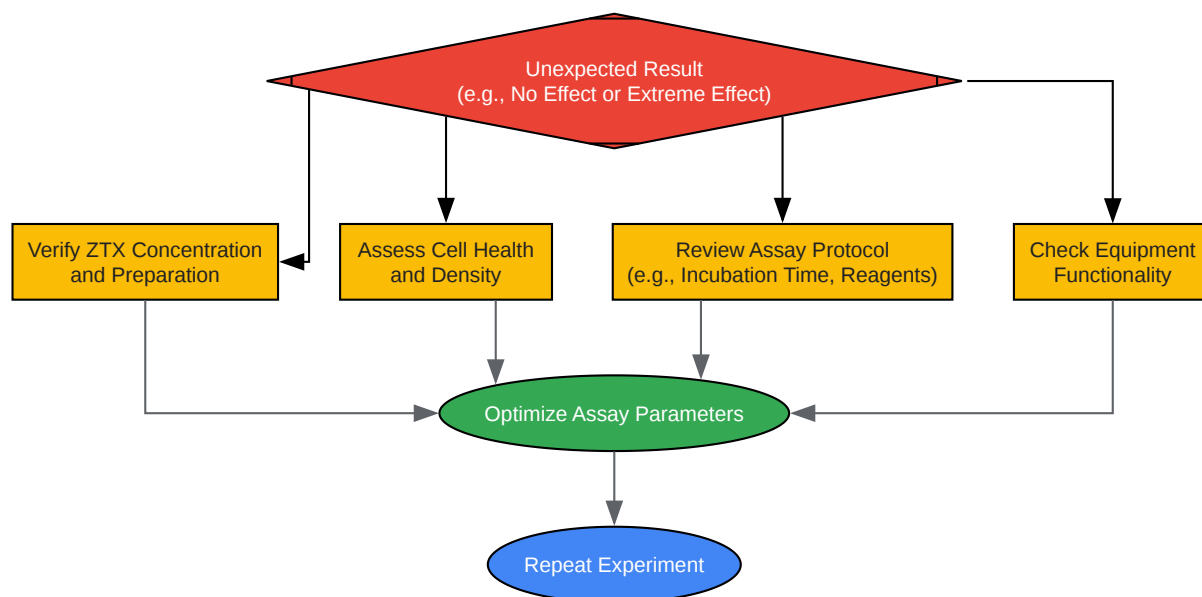 Unexpected Result
(e.g., No Effect or Extreme Effect)
Verify ZTX Concentration
and Preparation
Assess Cell Health
and Density
Review Assay Protocol
(e.g., Incubation Time, Reagents)
Check Equipment
Functionality
Optimize Assay Parameters
Repeat Experiment